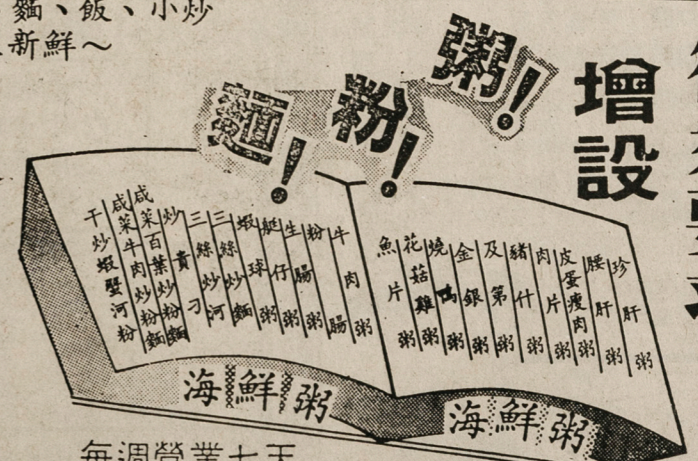 麵、飯、小炒
新鮮～
增設
粥！
粉！
麵！
珍肝粥
腰肝粥
皮蛋瘦肉粥
肉片粥
豬什粥
及第粥
金銀粥
燒鴨粥
花菇雞粥
魚片粥
牛肉粥
粉腸
生腸粥
艇仔粥
蝦球粥
三絲炒麵
三絲炒河
炒貴刁
咸菜百葉炒粉麵
咸菜牛肉炒粉麵
干炒蝦蟹河粉
海鮮粥
海鮮粥
每週營業七天